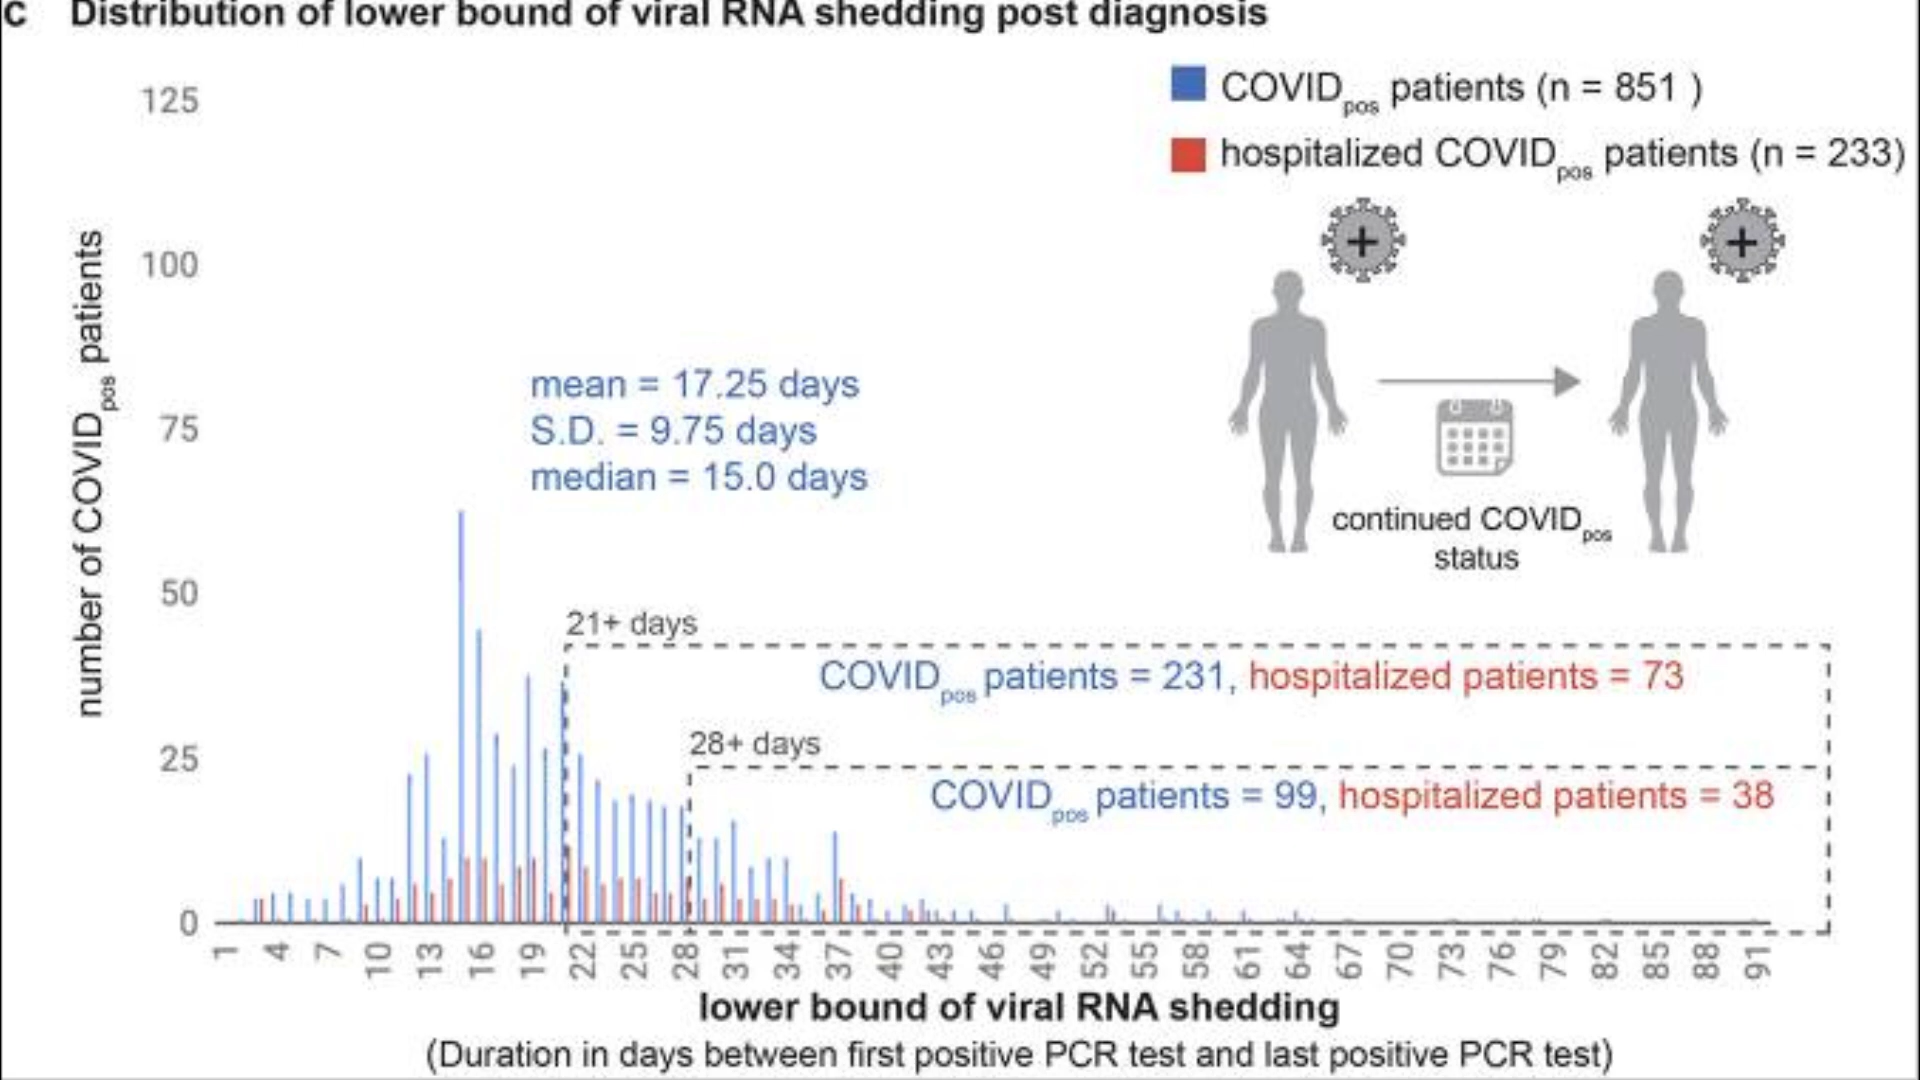 c Distribution of lower bound of viral RNA shedding post diagnosis
COVIDpos patients (n = 851 )
hospitalized COVIDpos patients (n = 233)
number of COVIDpos patients
125
100
75
50
25
0
mean = 17.25 days
S.D. = 9.75 days
median = 15.0 days
continued COVIDpos
status
21+ days
COVIDpos patients = 231, hospitalized patients = 73
28+ days
COVIDpos patients = 99, hospitalized patients = 38
1 4 7 10 13 16 19 22 25 28 31 34 37 40 43 46 49 52 55 58 61 64 67 70 73 76 79 82 85 88 91
lower bound of viral RNA shedding
(Duration in days between first positive PCR test and last positive PCR test)